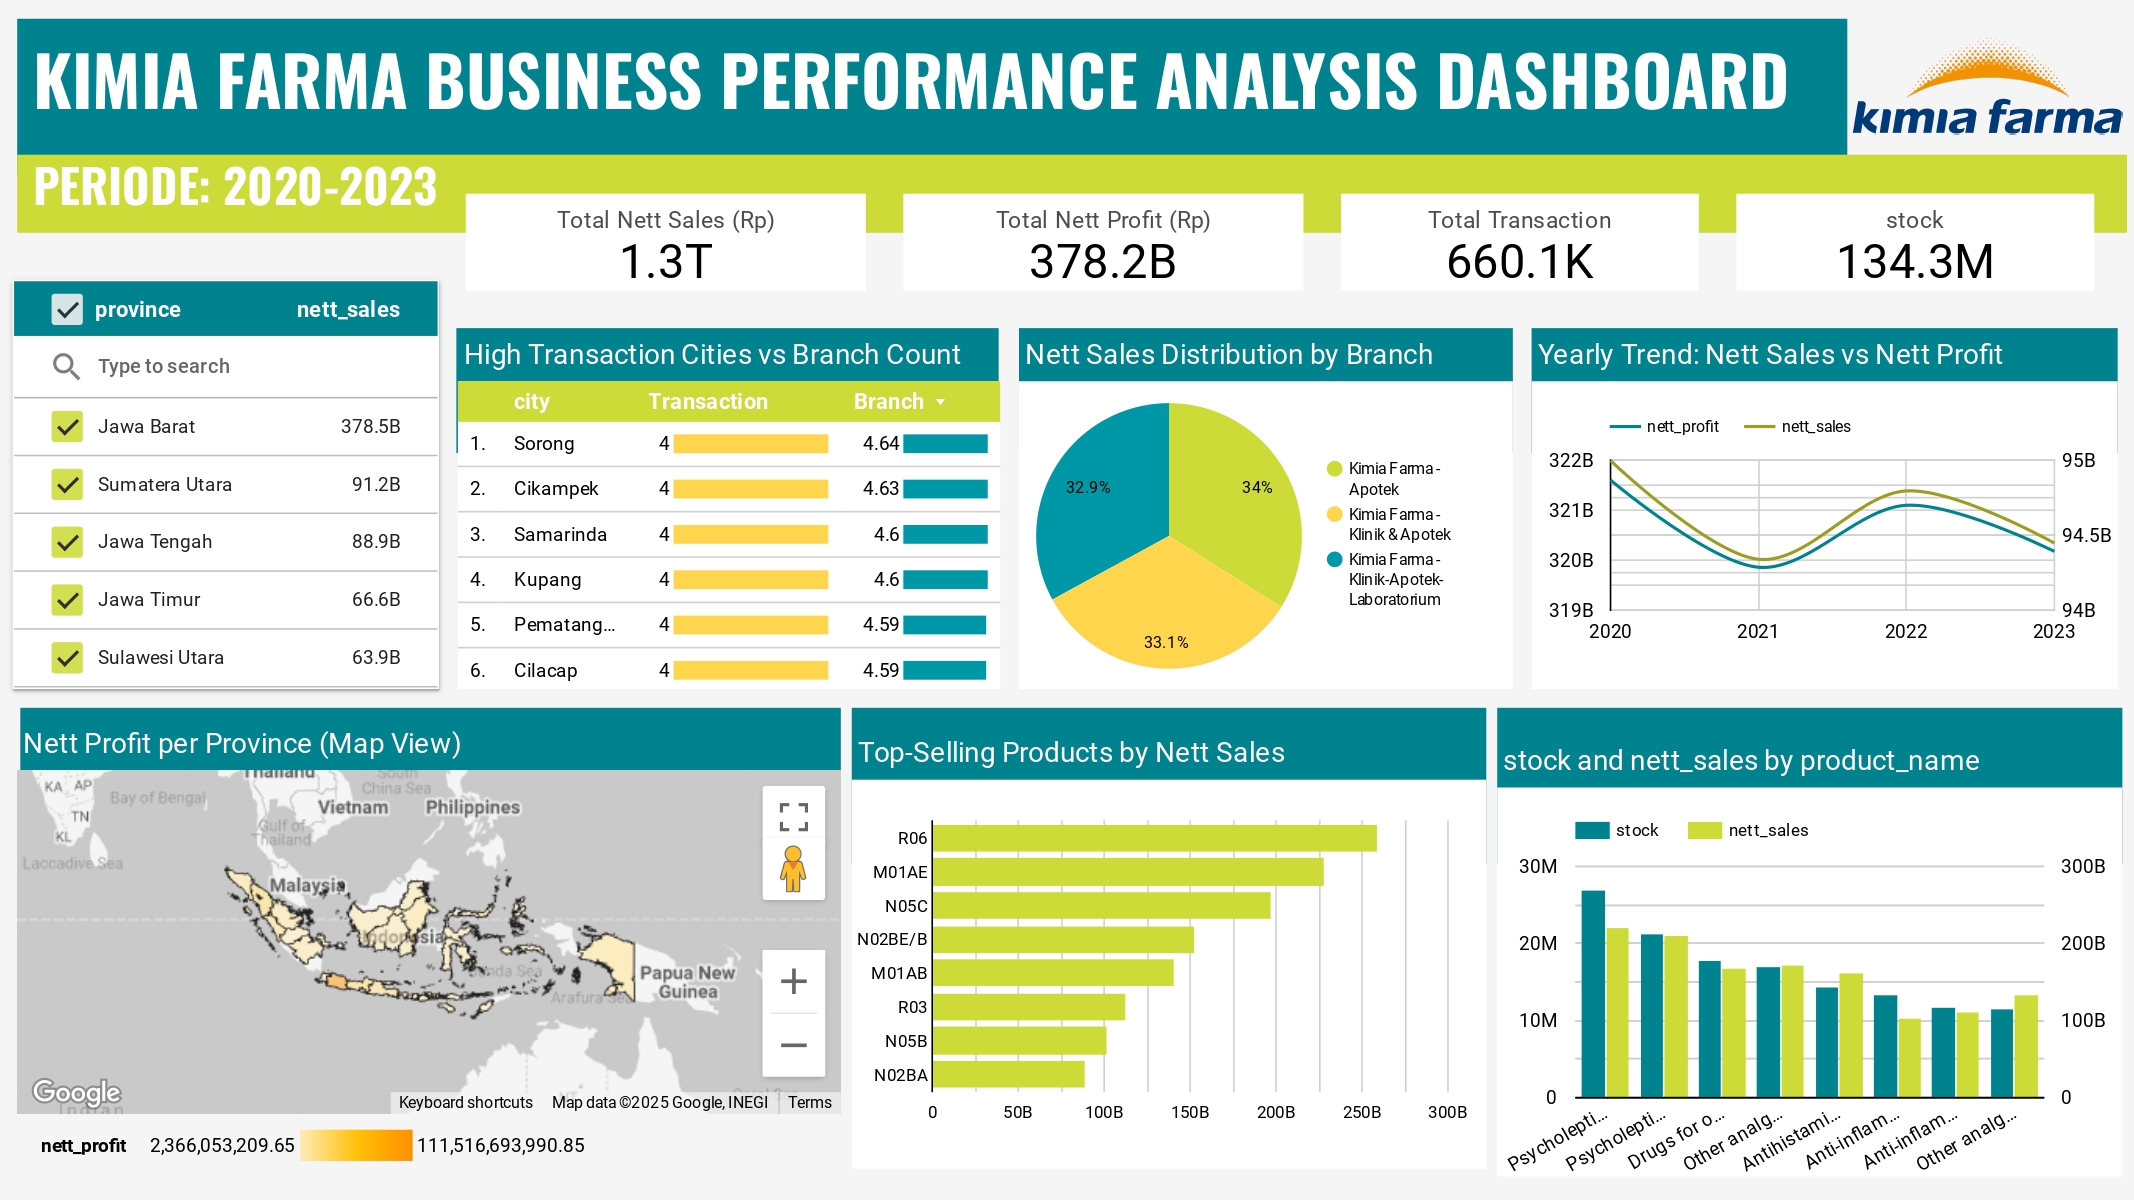 KIMIA FARMA BUSINESS PERFORMANCE ANALYSIS DASHBOARD
kimia farma
PERIODE: 2020-2023
Total Nett Sales (Rp)
1.3T
Total Nett Profit (Rp)
378.2B
Total Transaction
660.1K
stock
134.3M
province nett_sales
Type to search
Jawa Barat 378.5B
Sumatera Utara 91.2B
Jawa Tengah 88.9B
Jawa Timur 66.6B
Sulawesi Utara 63.9B
High Transaction Cities vs Branch Count
city Transaction Branch
1. Sorong 4 4.64
2. Cikampek 4 4.63
3. Samarinda 4 4.6
4. Kupang 4 4.6
5. Pematang... 4 4.59
6. Cilacap 4 4.59
Nett Sales Distribution by Branch
32.9%
34%
33.1%
Kimia Farma -
Apotek
Kimia Farma -
Klinik & Apotek
Kimia Farma -
Klinik-Apotek-
Laboratorium
Yearly Trend: Nett Sales vs Nett Profit
nett_profit nett_sales
322B 95B
321B
94.5B
320B
319B 94B
2020 2021 2022 2023
Nett Profit per Province (Map View)
Thailand
South
China Sea
KA AP
Bay of Bengal
Vietnam
Philippines
TN
Gulf of
Thailand
KL
Laccadive Sea
Malaysia
Indonesia
Papua New
Guinea
Arafura Sea
Google
Keyboard shortcuts Map data ©2025 Google, INEGI Terms
nett_profit 2,366,053,209.65 111,516,693,990.85
Top-Selling Products by Nett Sales
R06
M01AE
N05C
N02BE/B
M01AB
R03
N05B
N02BA
0 50B 100B 150B 200B 250B 300B
stock and nett_sales by product_name
stock nett_sales
30M 300B
20M 200B
10M 100B
0 0
Psycholepti...
Psycholepti...
Drugs for o...
Other analg...
Antihistami...
Anti-inflam...
Anti-inflam...
Other analg...